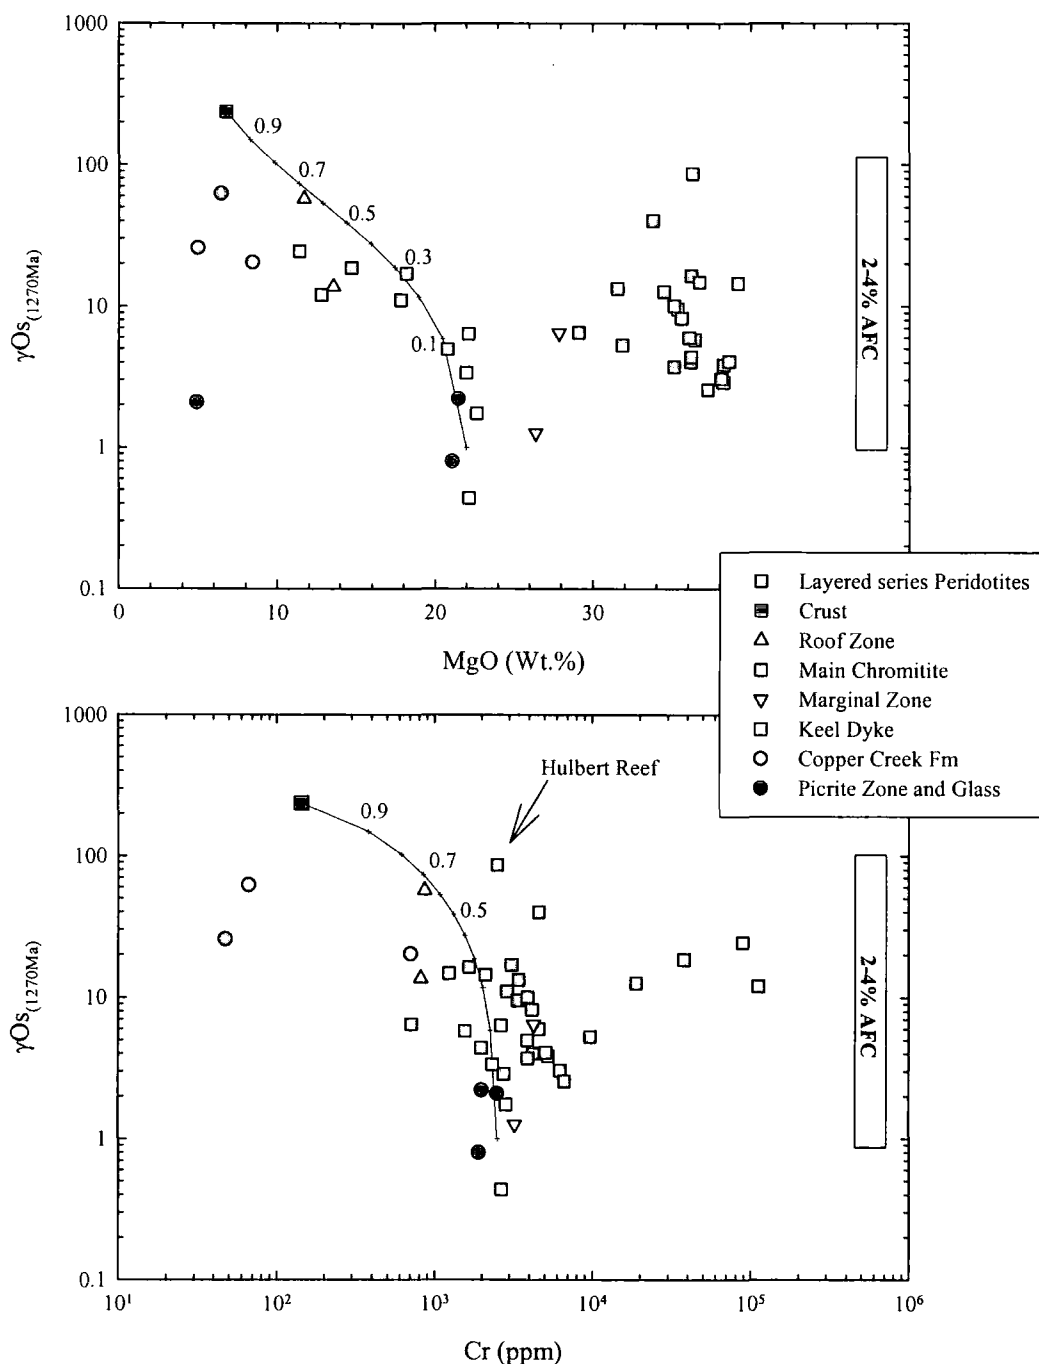 1000
100
10
1
0.1
γOs(1270Ma)
0.9
0.7
0.5
0.3
0.1
2-4% AFC
0 10 20 30
MgO (Wt.%)
Layered series Peridotites
Crust
Roof Zone
Main Chromitite
Marginal Zone
Keel Dyke
Copper Creek Fm
Picrite Zone and Glass
1000
100
10
1
0.1
γOs(1270Ma)
Hulbert Reef
0.9
0.7
0.5
2-4% AFC
10¹ 10² 10³ 10⁴ 10⁵ 10⁶
Cr (ppm)